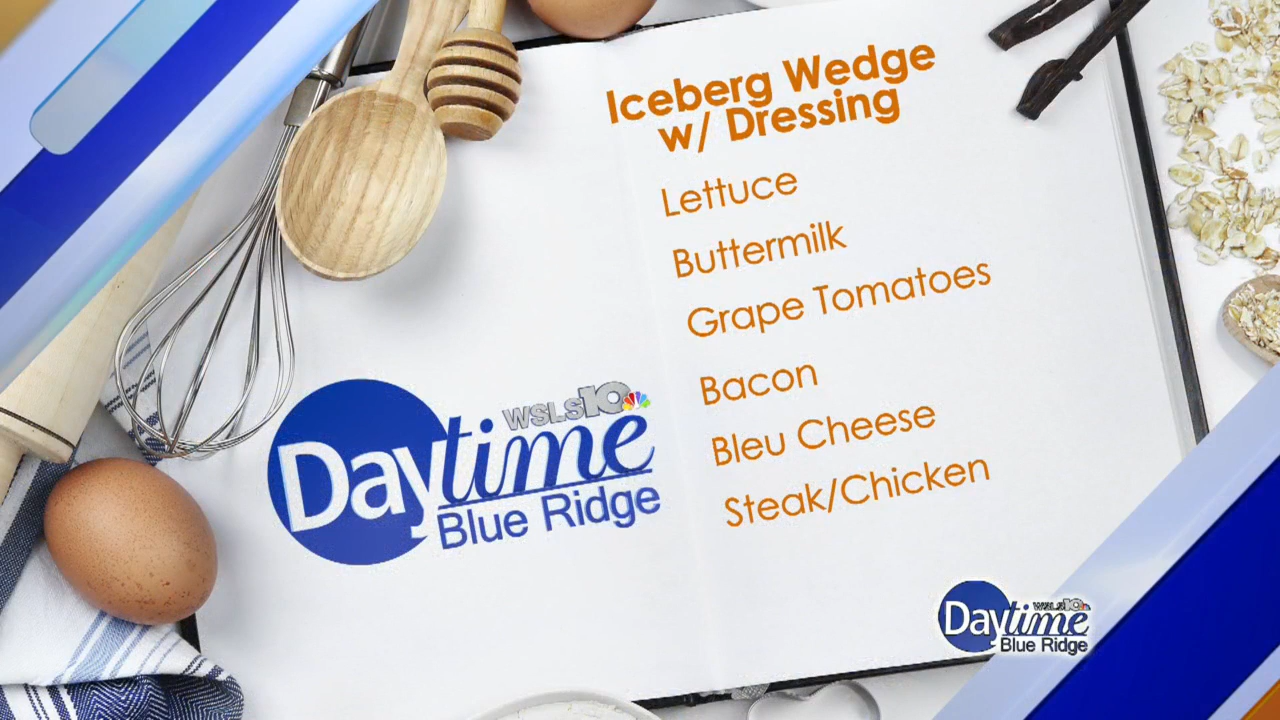 Iceberg Wedge
w/ Dressing
Lettuce
Buttermilk
Grape Tomatoes
Bacon
Bleu Cheese
Steak/Chicken
WSLS10
Daytime
Blue Ridge
WSLS10
Daytime
Blue Ridge